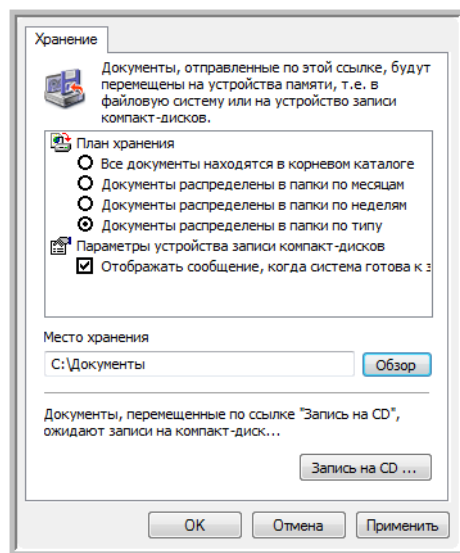 Хранение
Документы, отправленные по этой ссылке, будут
перемещены на устройства памяти, т.е. в
файловую систему или на устройство записи
компакт-дисков.
План хранения
Все документы находятся в корневом каталоге
Документы распределены в папки по месяцам
Документы распределены в папки по неделям
Документы распределены в папки по типу
Параметры устройства записи компакт-дисков
Отображать сообщение, когда система готова к
Место хранения
C:\Документы
Обзор
Документы, перемещенные по ссылке "Запись на CD",
ожидают записи на компакт-диск...
Запись на CD ...
OK
Отмена
Применить